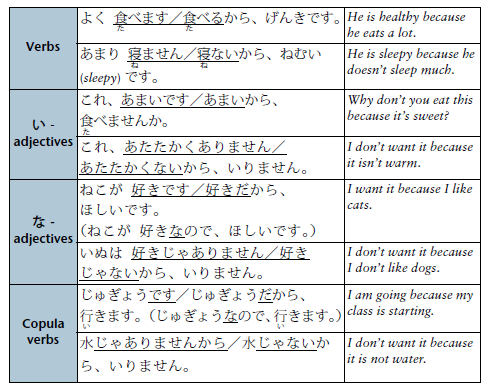 Verbs
よく 食べます／食べるから、げんきです。
た た
He is healthy because
he eats a lot.
あまり 寝ません／寝ないから、ねむい
ね ね
(sleepy) です。
He is sleepy because he
doesn't sleep much.
い -
adjectives
これ、あまいです／あまいから、
食べませんか。
た
Why don't you eat this
because it's sweet?
これ、あたたかくありません／
あたたかくないから、いりません。
I don't want it because
it isn't warm.
な -
adjectives
ねこが 好きです／好きだから、
ほしいです。
(ねこが 好きなので、ほしいです。)
I want it because I like
cats.
いぬは 好きじゃありません／好き
じゃないから、いりません。
I don't want it because
I don't like dogs.
Copula
verbs
じゅぎょうです／じゅぎょうだから、
行きます。(じゅぎょうなので、行きます。)
い い
I am going because my
class is starting.
水じゃありませんから／水じゃないか
ら、いりません。
I don't want it because
it is not water.